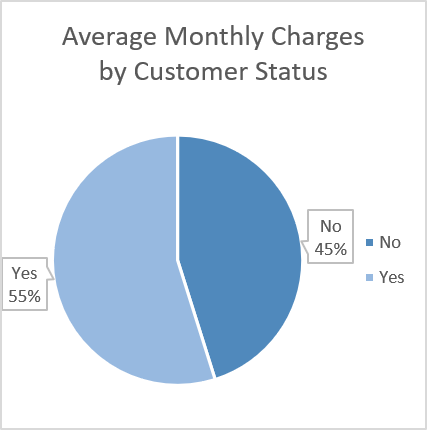 Average Monthly Charges
by Customer Status
No
45%
Yes
55%
No
Yes